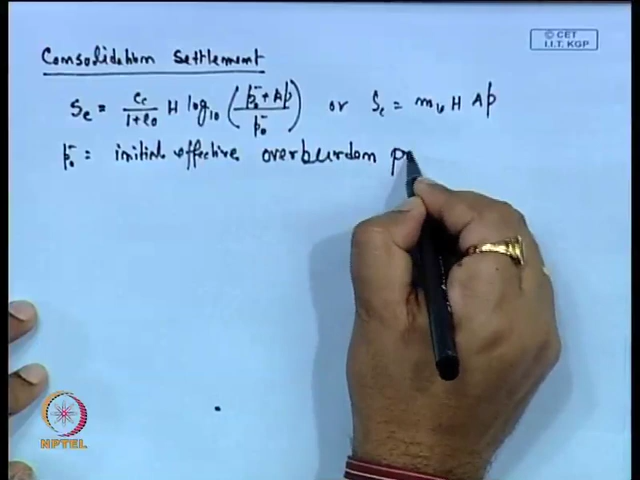 © CET
I.I.T. KGP
Consolidation Settlement
Sc = Cc / 1+e0 H log10 ( p̄0 + Δp / p̄0 ) or Sc = mv H Δp
p̄0 = initial effective overburden p
NPTEL